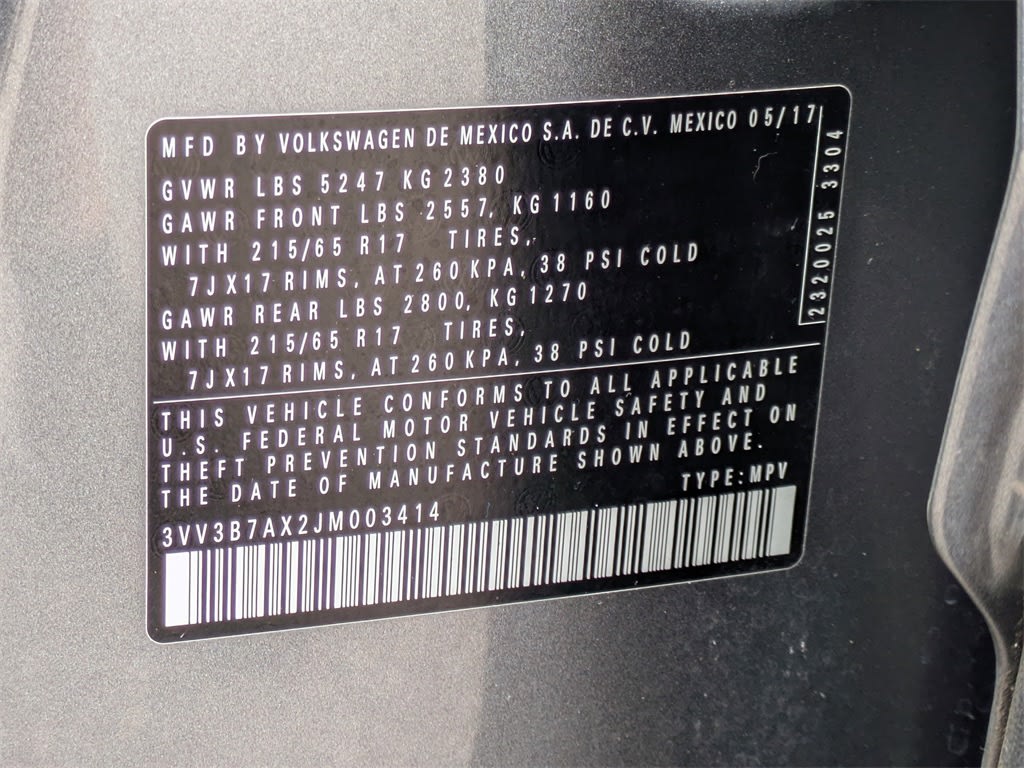 MFD BY VOLKSWAGEN DE MEXICO S.A. DE C.V. MEXICO 05/17
GVWR LBS 5247 KG 2380
GAWR FRONT LBS 2557, KG 1160
WITH 215/65 R17 TIRES,
7JX17 RIMS, AT 260 KPA, 38 PSI COLD
GAWR REAR LBS 2800, KG 1270
WITH 215/65 R17 TIRES,
7JX17 RIMS, AT 260 KPA, 38 PSI COLD
2320025 3304
THIS VEHICLE CONFORMS TO ALL APPLICABLE
U.S. FEDERAL MOTOR VEHICLE SAFETY AND
THEFT PREVENTION STANDARDS IN EFFECT ON
THE DATE OF MANUFACTURE SHOWN ABOVE.
TYPE: MPV
3VV3B7AX2JM003414